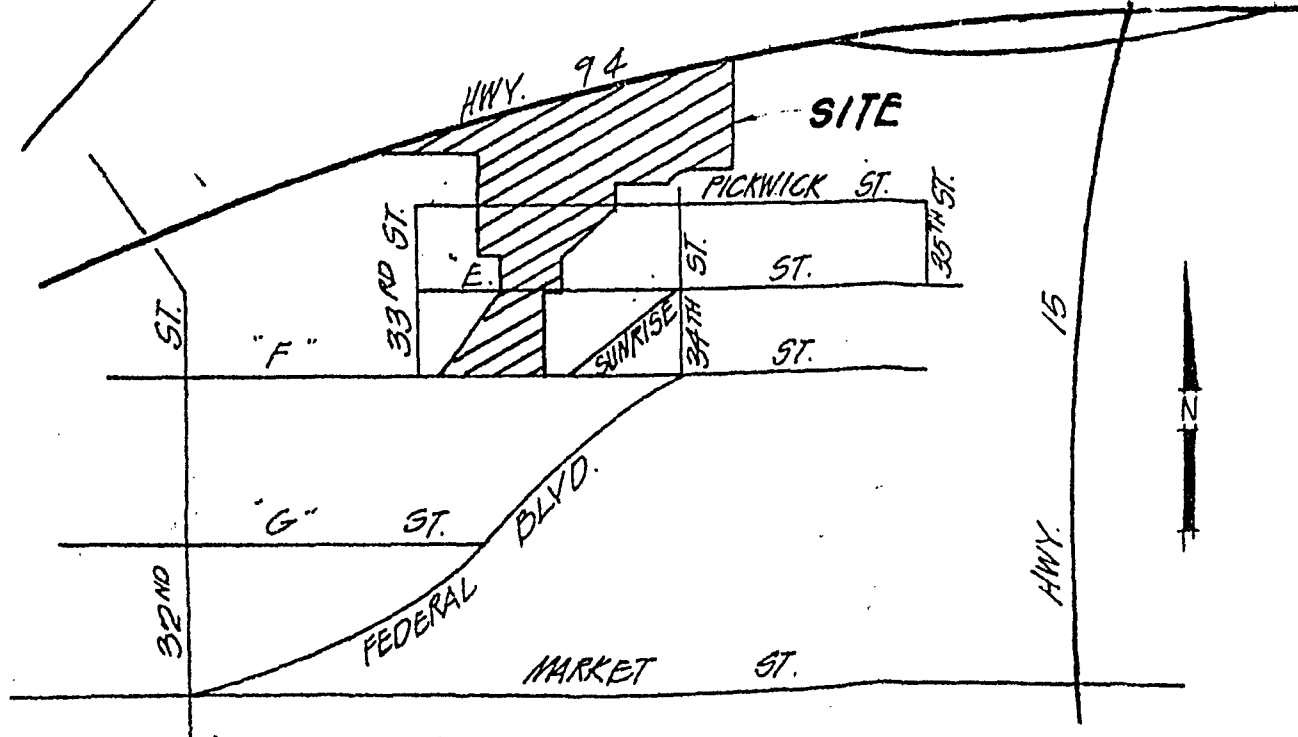 HWY. 94
SITE
PICKWICK ST.
35TH ST.
33RD ST.
"E."
ST.
34TH ST.
SUNRISE
15
ST.
"F"
ST.
"G" ST.
FEDERAL BLVD.
HWY.
32ND
MARKET ST.
N